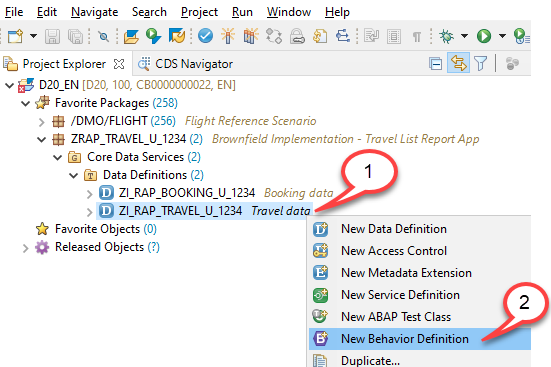 File Edit Navigate Search Project Run Window Help
Project Explorer CDS Navigator
D20_EN [D20, 100, CB0000000022, EN]
Favorite Packages (258)
/DMO/FLIGHT (256) Flight Reference Scenario
ZRAP_TRAVEL_U_1234 (2) Brownfield Implementation - Travel List Report App
Core Data Services (2)
Data Definitions (2)
ZI_RAP_BOOKING_U_1234 Booking data
ZI_RAP_TRAVEL_U_1234 Travel data
1
Favorite Objects (0)
Released Objects (?)
New Data Definition
New Access Control
New Metadata Extension
New Service Definition
New ABAP Test Class
New Behavior Definition
2
Duplicate...